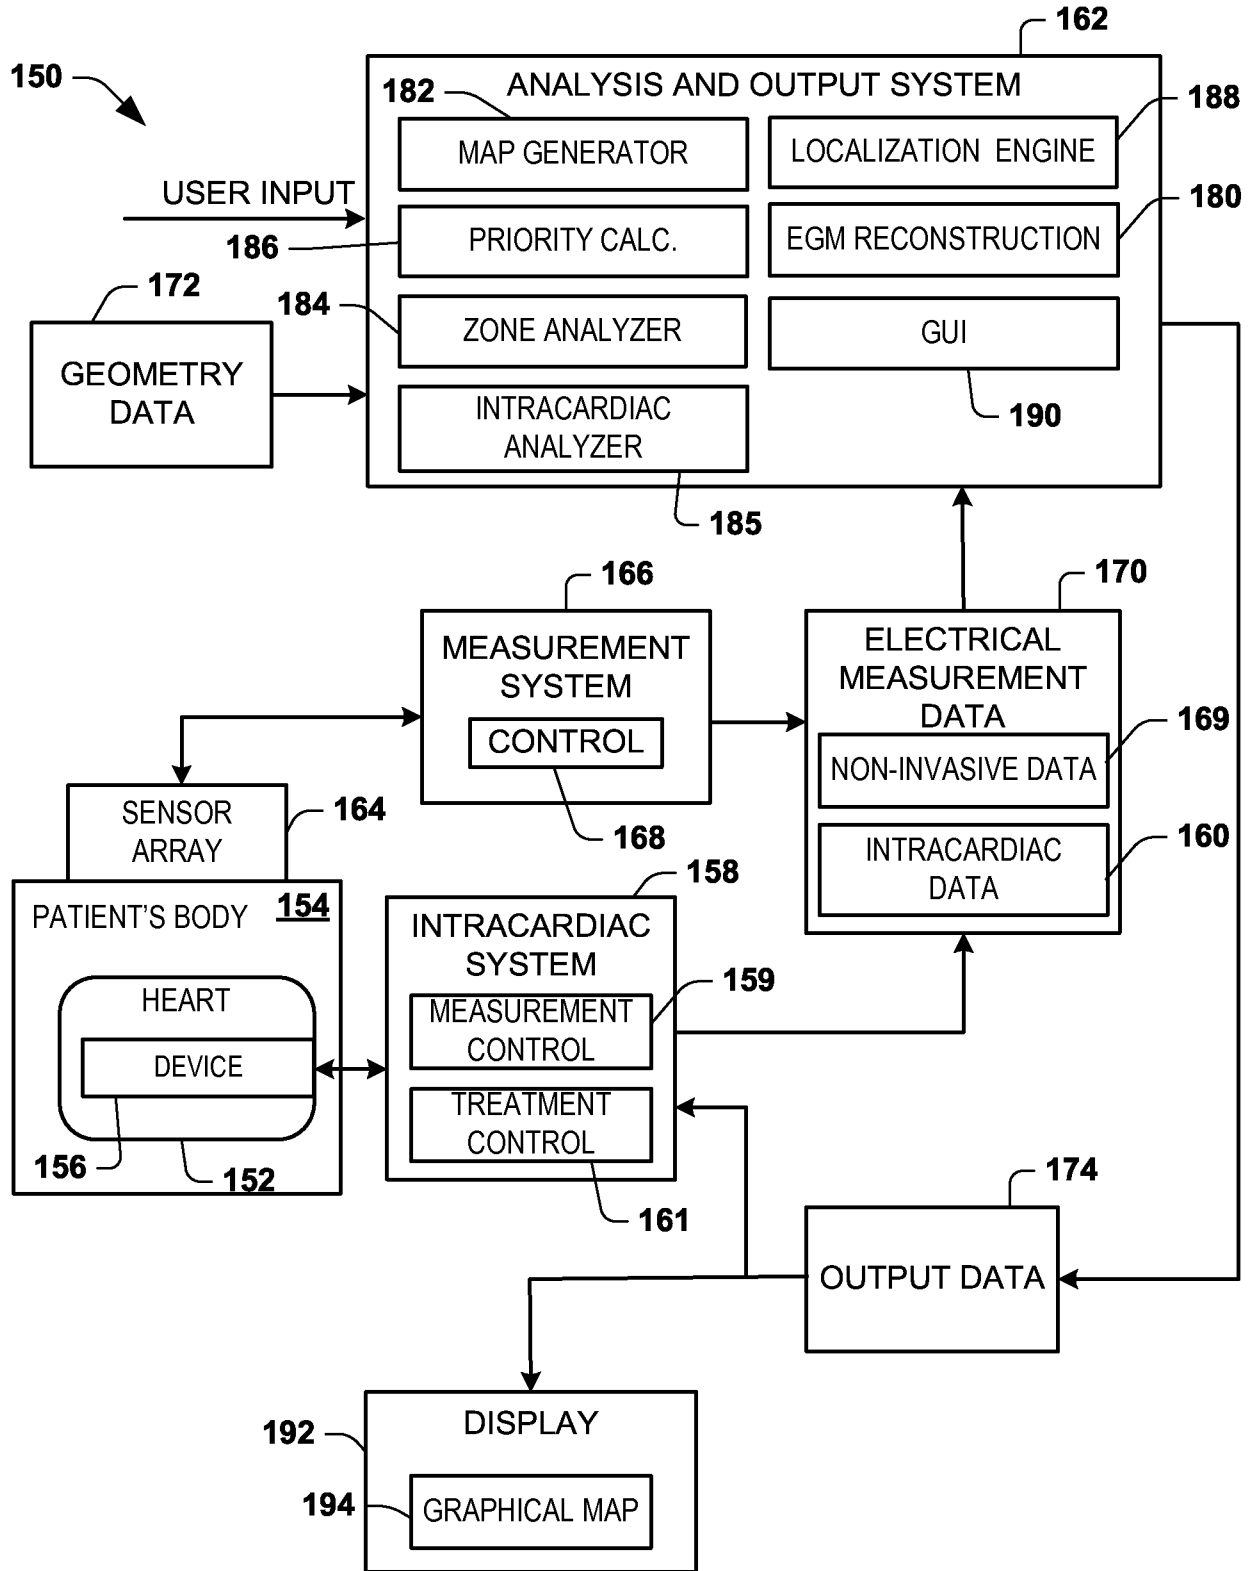 162
150
ANALYSIS AND OUTPUT SYSTEM
182
188
MAP GENERATOR
LOCALIZATION ENGINE
USER INPUT
180
186
PRIORITY CALC.
EGM RECONSTRUCTION
172
184
ZONE ANALYZER
GUI
GEOMETRY
DATA
INTRACARDIAC
ANALYZER
190
185
166
170
MEASUREMENT
SYSTEM
CONTROL
ELECTRICAL
MEASUREMENT
DATA
169
NON-INVASIVE DATA
SENSOR
ARRAY
164
168
160
INTRACARDIAC
DATA
158
PATIENT'S BODY
154
INTRACARDIAC
SYSTEM
159
HEART
MEASUREMENT
CONTROL
DEVICE
TREATMENT
CONTROL
156
152
161
174
OUTPUT DATA
192
DISPLAY
194
GRAPHICAL MAP